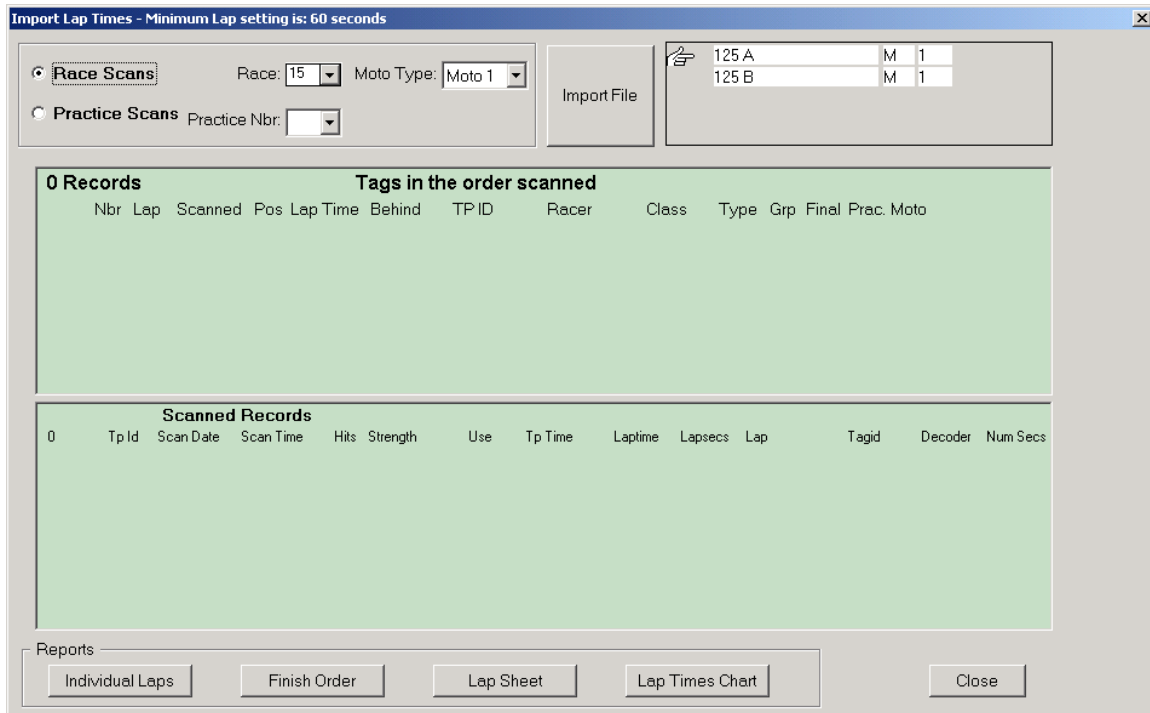 Import Lap Times - Minimum Lap setting is: 60 seconds
Race Scans Race: 15 Moto Type: Moto 1
Practice Scans Practice Nbr:
Import File
125 A M 1
125 B M 1
0 Records Tags in the order scanned
Nbr Lap Scanned Pos Lap Time Behind TP ID Racer Class Type Grp Final Prac. Moto
Scanned Records
0 Tp Id Scan Date Scan Time Hits Strength Use Tp Time Laptime Lapsecs Lap Tagid Decoder Num Secs
Reports
Individual Laps Finish Order Lap Sheet Lap Times Chart Close